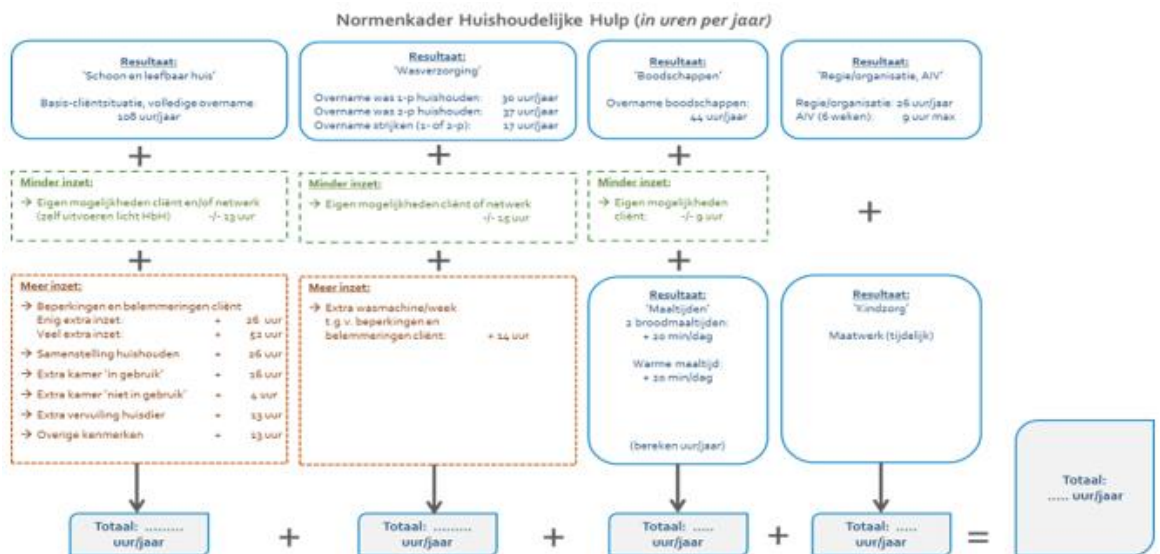 Normenkader Huishoudelijke Hulp (in uren per jaar)
Resultaat:
'Schoon en leefbaar huis'
Basis-cliëntsituatie, volledige overname
108 uur/jaar
Resultaat:
'Wasverzorging'
Overname was 1-p huishouden: 30 uur/jaar
Overname was 2-p huishouden: 37 uur/jaar
Overname strijken (1- of 2-p): 17 uur/jaar
Resultaat:
'Boodschappen'
Overname boodschappen:
44 uur/jaar
Resultaat:
'Regie/organisatie, AIV'
Regie/organisatie: 26 uur/jaar
AIV (6 weken): 9 uur max
+
+
+
Minder inzet:
→ Eigen mogelijkheden cliënt en/of netwerk
(zelf uitvoeren licht HbH) -/- 13 uur
Minder inzet:
→ Eigen mogelijkheden cliënt of netwerk
-/- 15 uur
Minder inzet:
→ Eigen mogelijkheden
cliënt: -/- 9 uur
+
+
+
+
Meer inzet:
→ Beperkingen en belemmeringen cliënt
Enig extra inzet: + 26 uur
Veel extra inzet: + 52 uur
→ Samenstelling huishouden + 26 uur
→ Extra kamer 'in gebruik' + uur
→ Extra kamer 'niet in gebruik' + 4 uur
→ Extra vervuiling huisdier + 13 uur
→ Overige kenmerken + 13 uur
Meer inzet:
→ Extra wasmachine/week
t.g.v. beperkingen en
belemmeringen cliënt: + 14 uur
Resultaat:
'Maaltijden'
broodmaaltijden:
+ 20 min/dag
Warme maaltijd:
+ 20 min/dag
(bereken uur/jaar)
Resultaat:
'Kindzorg'
Maatwerk (tijdelijk)
Totaal: .........
uur/jaar
+
Totaal: .........
uur/jaar
+
Totaal: .....
uur/jaar
+
Totaal: .....
uur/jaar
=
Totaal:
..... uur/jaar